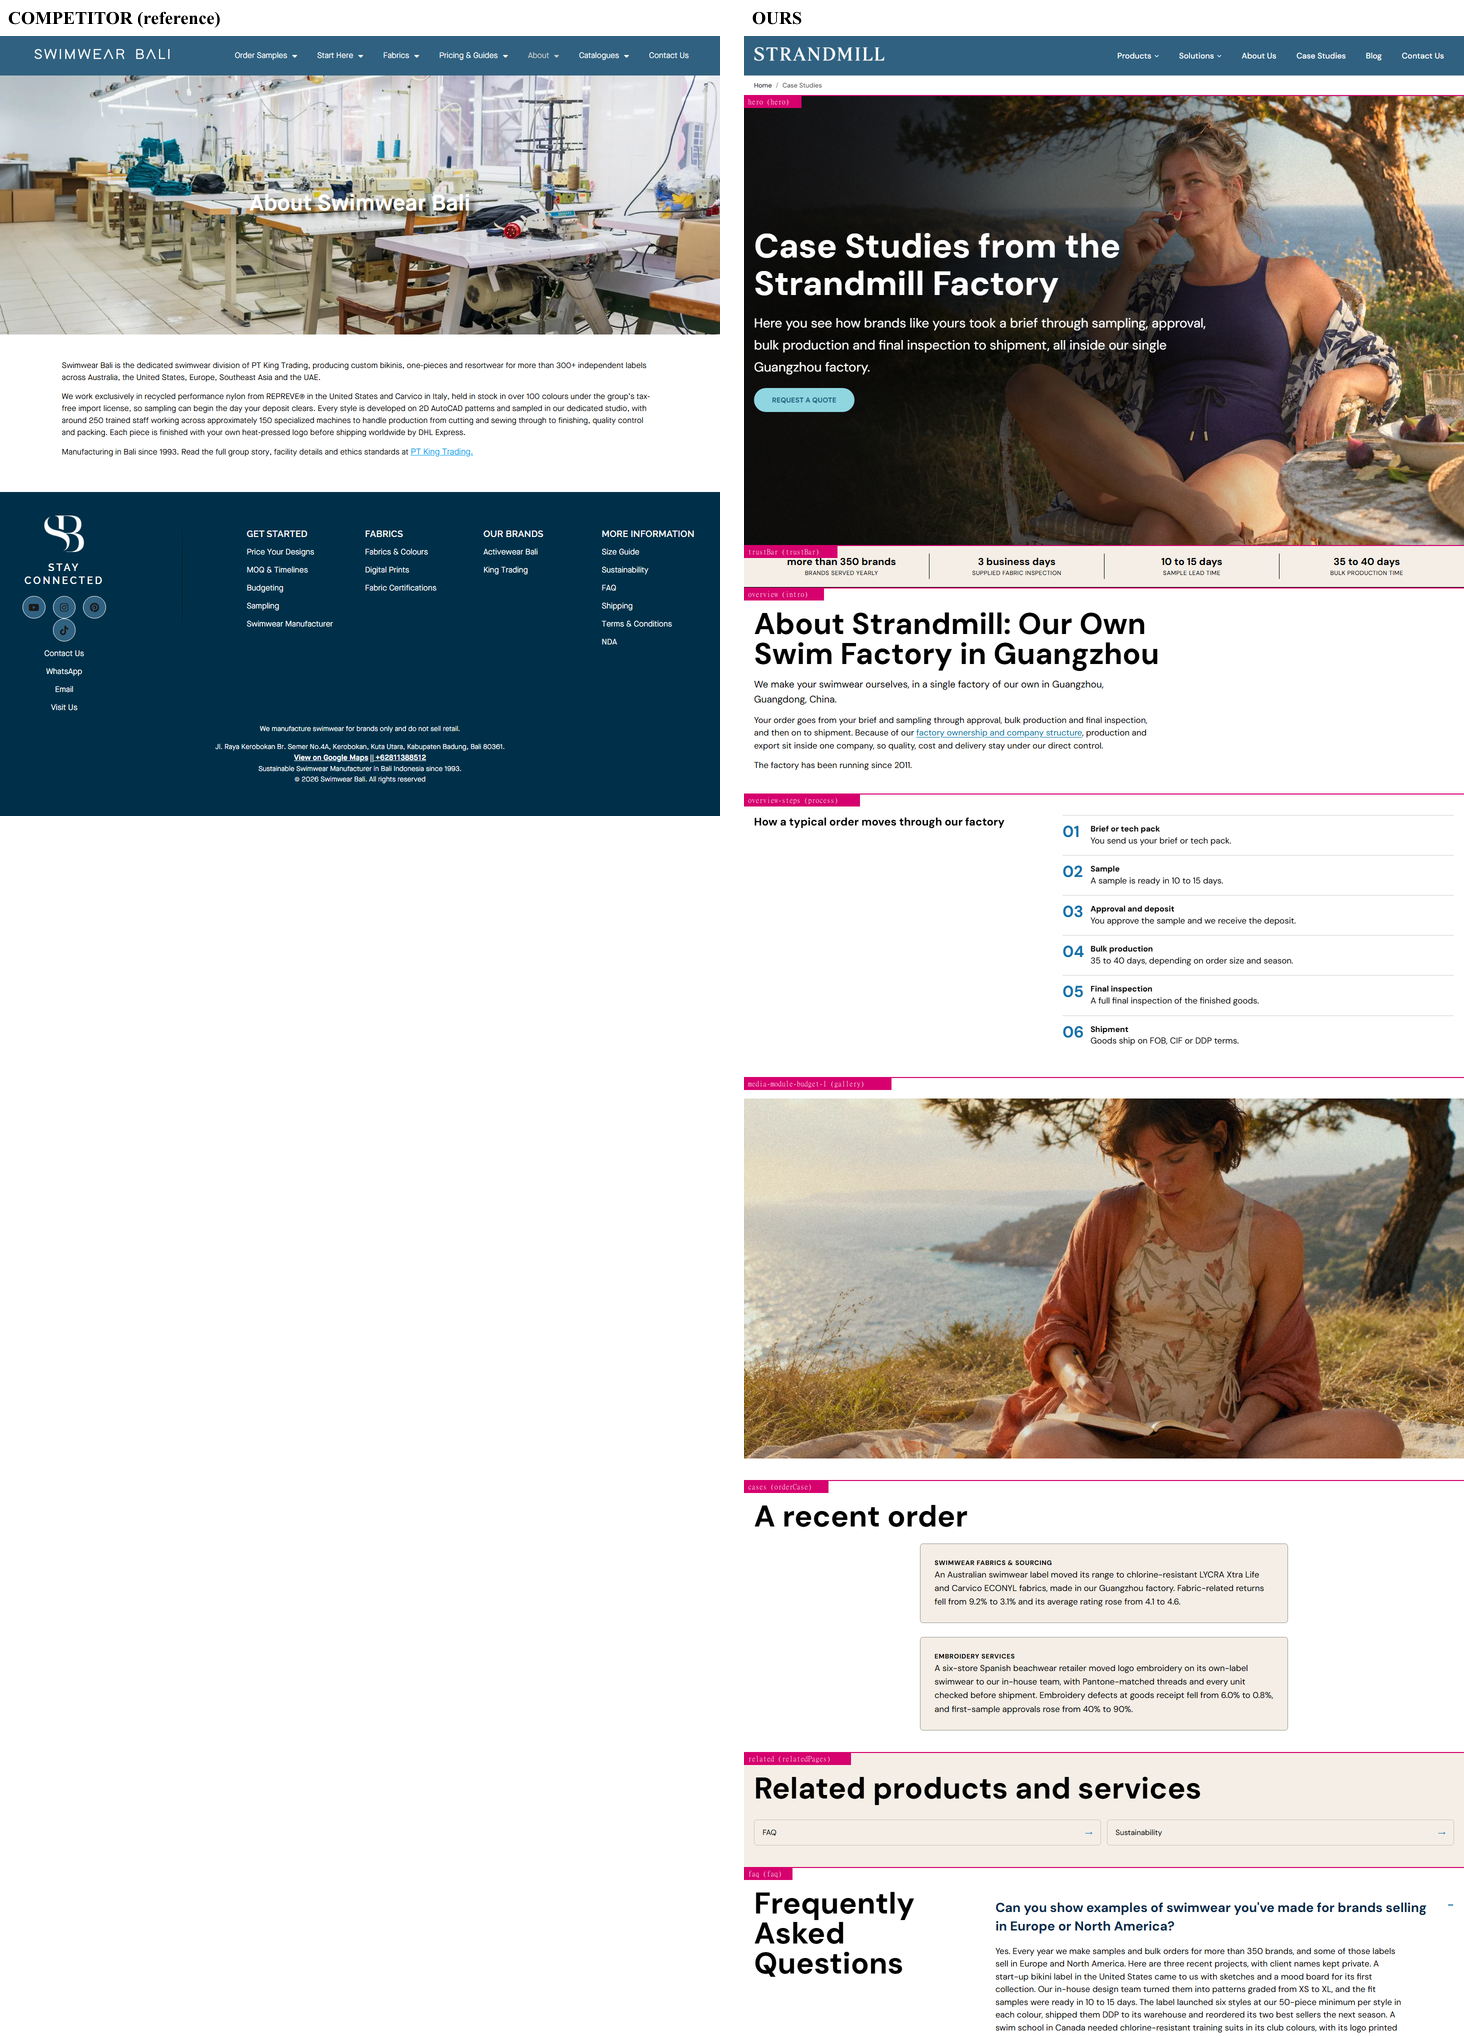 COMPETITOR (reference)
SWIMWEAR BALI
Order Samples
Start Here
Fabrics
Pricing & Guides
About
Catalogues
Contact Us
About Swimwear Bali
Swimwear Bali is the dedicated swimwear division of PT King Trading, producing custom bikinis, one-pieces and resortwear for more than 300+ independent labels
across Australia, the United States, Europe, Southeast Asia and the UAE.
We work exclusively in recycled performance nylon from REPREVE® in the United States and Carvico in Italy, held in stock in over 100 colours under the group's tax-
free import license, so sampling can begin the day your deposit clears. Every style is developed on 2D AutoCAD patterns and sampled in our dedicated studio, with
around 250 trained staff working across approximately 150 specialized machines to handle production from cutting and sewing through to finishing, quality control
and packing. Each piece is finished with your own heat-pressed logo before shipping worldwide by DHL Express.
Manufacturing in Bali since 1993. Read the full group story, facility details and ethics standards at PT King Trading.
STAY
CONNECTED
Contact Us
WhatsApp
Email
Visit Us
GET STARTED
Price Your Designs
MOQ & Timelines
Budgeting
Sampling
Swimwear Manufacturer
FABRICS
Fabrics & Colours
Digital Prints
Fabric Certifications
OUR BRANDS
Activewear Bali
King Trading
MORE INFORMATION
Size Guide
Sustainability
FAQ
Shipping
Terms & Conditions
NDA
We manufacture swimwear for brands only and do not sell retail.
Jl. Raya Kerobokan Br. Semer No.4A, Kerobokan, Kuta Utara, Kabupaten Badung, Bali 80361.
View on Google Maps || +62811388512
Sustainable Swimwear Manufacturer in Bali Indonesia since 1993.
© 2026 Swimwear Bali. All rights reserved
OURS
STRANDMILL
Products
Solutions
About Us
Case Studies
Blog
Contact Us
Home / Case Studies
hero (hero)
Case Studies from the
Strandmill Factory
Here you see how brands like yours took a brief through sampling, approval,
bulk production and final inspection to shipment, all inside our single
Guangzhou factory.
REQUEST A QUOTE
trustBar (trustBar)
more than 350 brands
BRANDS SERVED YEARLY
3 business days
SUPPLIED FABRIC INSPECTION
10 to 15 days
SAMPLE LEAD TIME
35 to 40 days
BULK PRODUCTION TIME
overview (intro)
About Strandmill: Our Own
Swim Factory in Guangzhou
We make your swimwear ourselves, in a single factory of our own in Guangzhou,
Guangdong, China.
Your order goes from your brief and sampling through approval, bulk production and final inspection,
and then on to shipment. Because of our factory ownership and company structure, production and
export sit inside one company, so quality, cost and delivery stay under our direct control.
The factory has been running since 2011.
overview-steps (process)
How a typical order moves through our factory
01
Brief or tech pack
You send us your brief or tech pack.
02
Sample
A sample is ready in 10 to 15 days.
03
Approval and deposit
You approve the sample and we receive the deposit.
04
Bulk production
35 to 40 days, depending on order size and season.
05
Final inspection
A full final inspection of the finished goods.
06
Shipment
Goods ship on FOB, CIF or DDP terms.
media-module-budget-1 (gallery)
cases (orderCase)
A recent order
SWIMWEAR FABRICS & SOURCING
An Australian swimwear label moved its range to chlorine-resistant LYCRA Xtra Life
and Carvico ECONYL fabrics, made in our Guangzhou factory. Fabric-related returns
fell from 9.2% to 3.1% and its average rating rose from 4.1 to 4.6.
EMBROIDERY SERVICES
A six-store Spanish beachwear retailer moved logo embroidery on its own-label
swimwear to our in-house team, with Pantone-matched threads and every unit
checked before shipment. Embroidery defects at goods receipt fell from 6.0% to 0.8%,
and first-sample approvals rose from 40% to 90%.
related (relatedPages)
Related products and services
FAQ →
Sustainability →
faq (faq)
Frequently
Asked
Questions
Can you show examples of swimwear you've made for brands selling
in Europe or North America?
–
Yes. Every year we make samples and bulk orders for more than 350 brands, and some of those labels
sell in Europe and North America. Here are three recent projects, with client names kept private. A
start-up bikini label in the United States came to us with sketches and a mood board for its first
collection. Our in-house design team turned them into patterns graded from XS to XL, and the fit
samples were ready in 10 to 15 days. The label launched six styles at our 50-piece minimum per style in
each colour, shipped them DDP to its warehouse and reordered its two best sellers the next season. A
swim school in Canada needed chlorine-resistant training suits in its club colours, with its logo printed